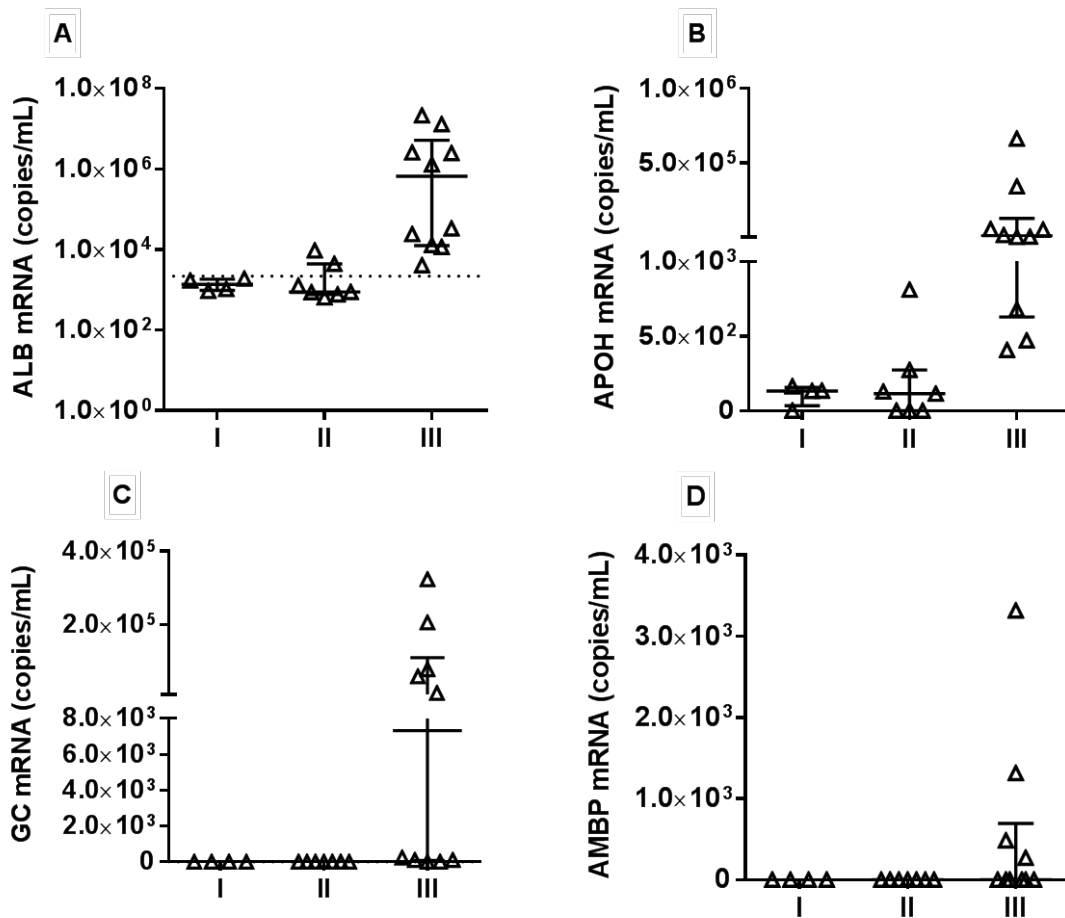 A
ALB mRNA (copies/mL)
1.0×10⁸
1.0×10⁶
1.0×10⁴
1.0×10²
1.0×10⁰
I II III
B
APOH mRNA (copies/mL)
1.0×10⁶
5.0×10⁵
1.0×10³
5.0×10²
0
I II III
C
GC mRNA (copies/mL)
4.0×10⁵
2.0×10⁵
8.0×10³
6.0×10³
4.0×10³
2.0×10³
0
I II III
D
AMBP mRNA (copies/mL)
4.0×10³
3.0×10³
2.0×10³
1.0×10³
0
I II III